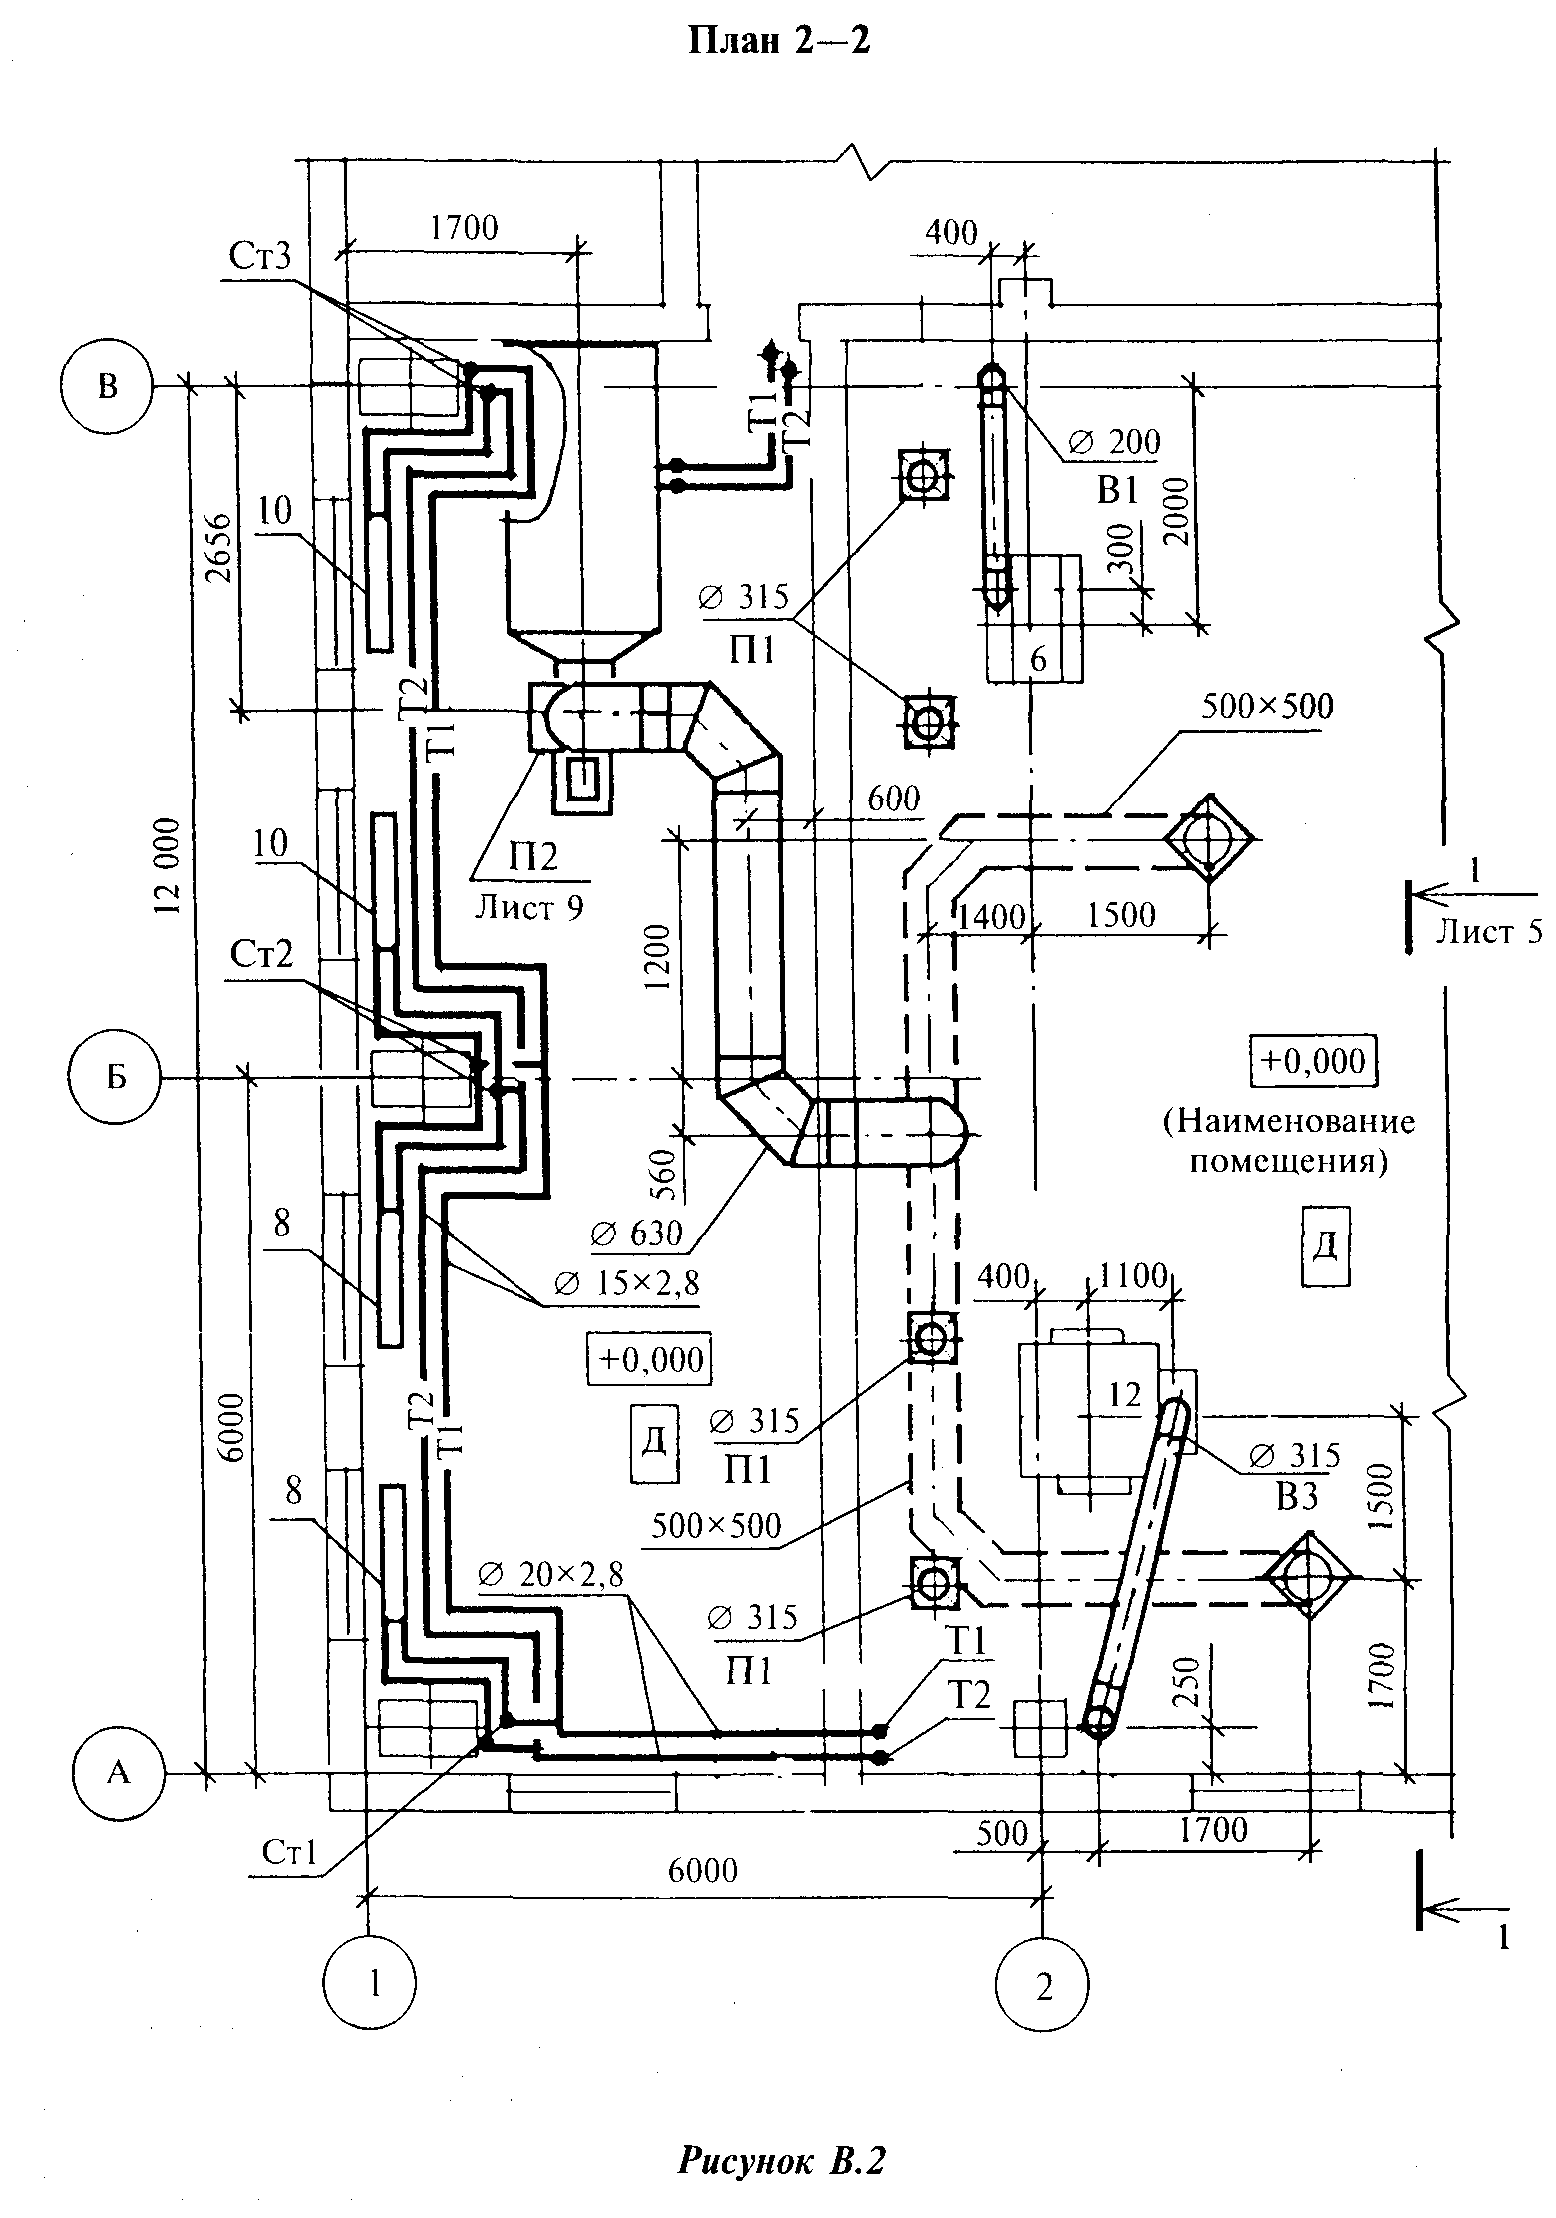 План 2—2
1700
400
Ст3
В
Т1
Т2
∅ 200
В1
10
2656
2000
300
∅ 315
П1
6
Т2
Т1
500×500
600
12 000
10
П2
Лист 9
1
Лист 5
1400
1500
Ст2
1200
+0,000
Б
(Наименование
помещения)
560
8
∅ 630
Д
∅ 15×2,8
400
1100
+0,000
Т2
Т1
6000
12
∅ 315
П1
Д
∅ 315
В3
1500
8
500×500
∅ 20×2,8
∅ 315
П1
Т1
Т2
250
1700
А
500
1700
Ст1
6000
1
1
2
Рисунок В.2